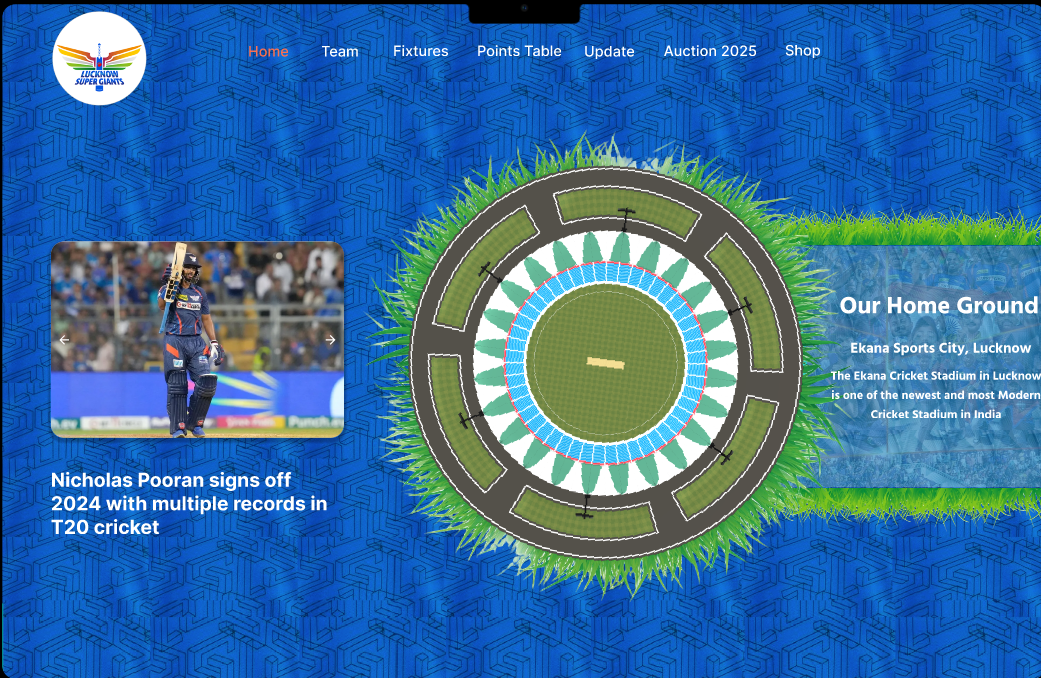 LUCKNOW
SUPER GIANTS
Home
Team
Fixtures
Points Table
Update
Auction 2025
Shop
Our Home Ground
Ekana Sports City, Lucknow
The Ekana Cricket Stadium in Lucknow
is one of the newest and most Modern
Cricket Stadium in India
Nicholas Pooran signs off
2024 with multiple records in
T20 cricket